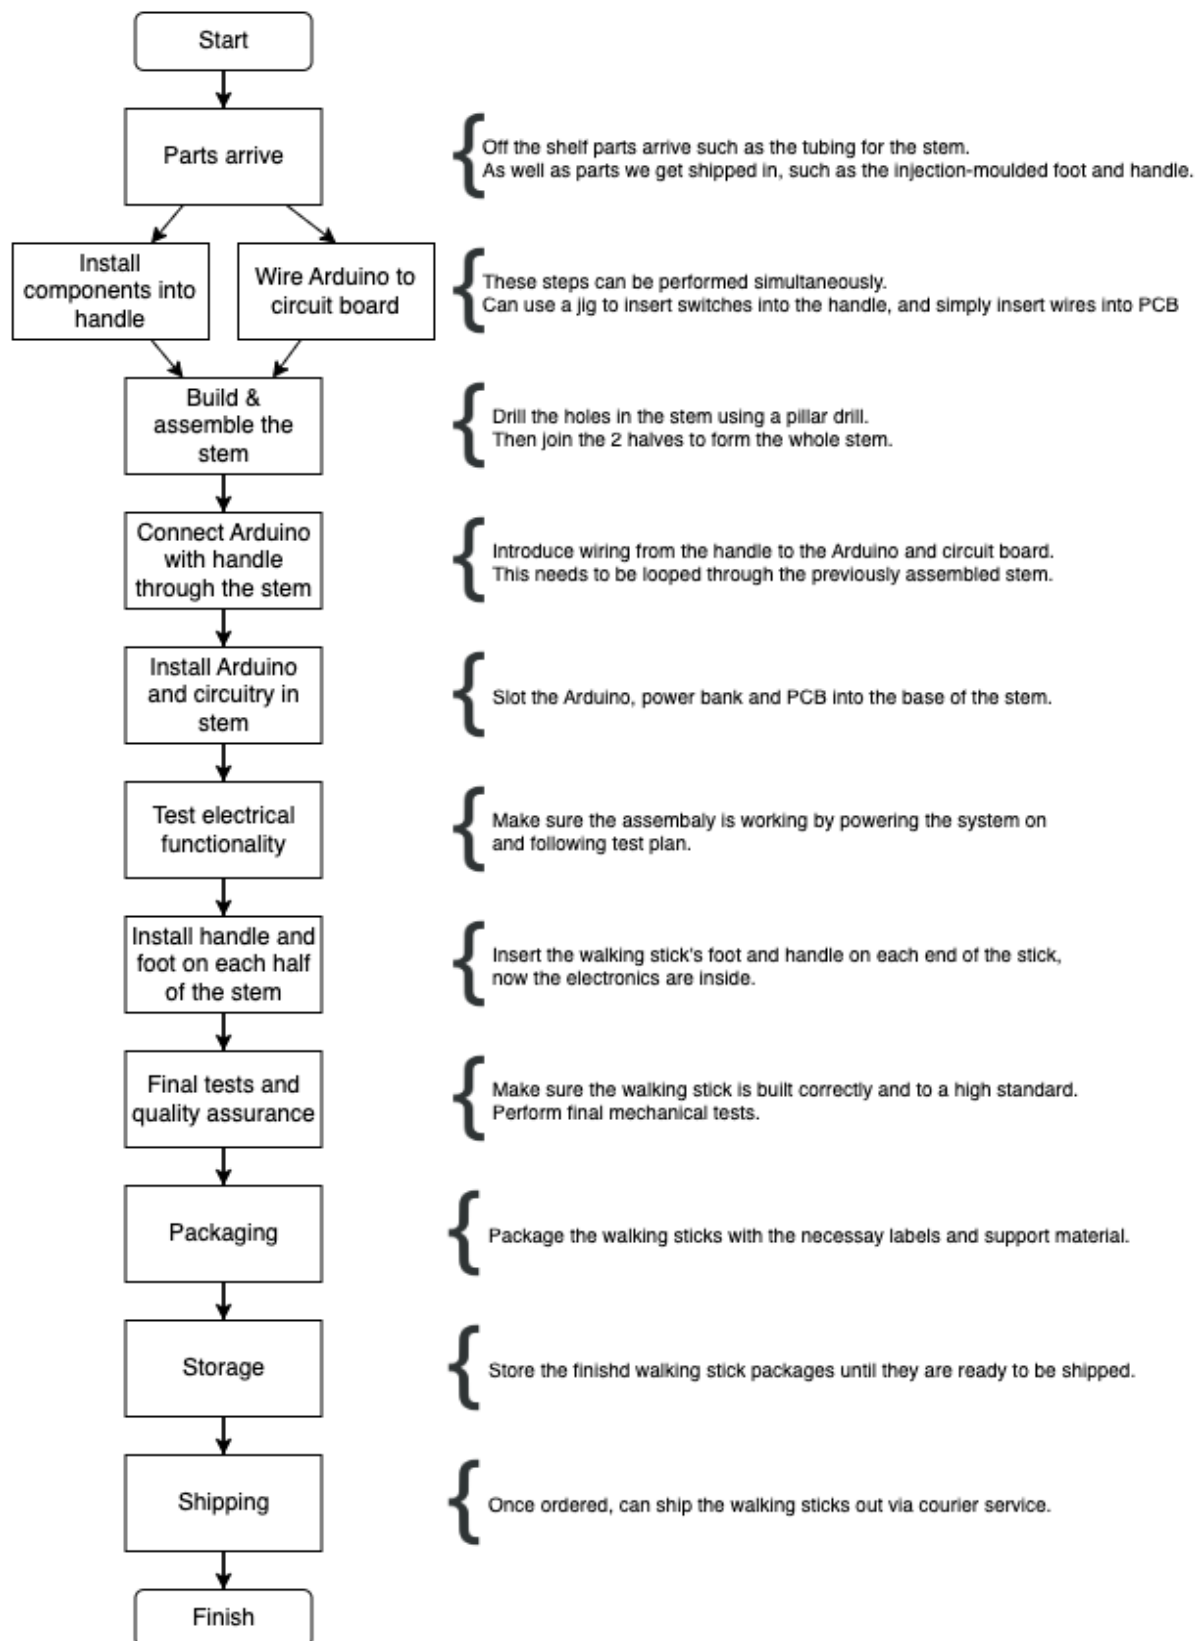 Start
Parts arrive
Off the shelf parts arrive such as the tubing for the stem.
As well as parts we get shipped in, such as the injection-moulded foot and handle.
Install
components into
handle
Wire Arduino to
circuit board
These steps can be performed simultaneously.
Can use a jig to insert switches into the handle, and simply insert wires into PCB
Build &
assemble the
stem
Drill the holes in the stem using a pillar drill.
Then join the 2 halves to form the whole stem.
Connect Arduino
with handle
through the stem
Introduce wiring from the handle to the Arduino and circuit board.
This needs to be looped through the previously assembled stem.
Install Arduino
and circuitry in
stem
Slot the Arduino, power bank and PCB into the base of the stem.
Test electrical
functionality
Make sure the assembaly is working by powering the system on
and following test plan.
Install handle and
foot on each half
of the stem
Insert the walking stick's foot and handle on each end of the stick,
now the electronics are inside.
Final tests and
quality assurance
Make sure the walking stick is built correctly and to a high standard.
Perform final mechanical tests.
Packaging
Package the walking sticks with the necessay labels and support material.
Storage
Store the finishd walking stick packages until they are ready to be shipped.
Shipping
Once ordered, can ship the walking sticks out via courier service.
Finish